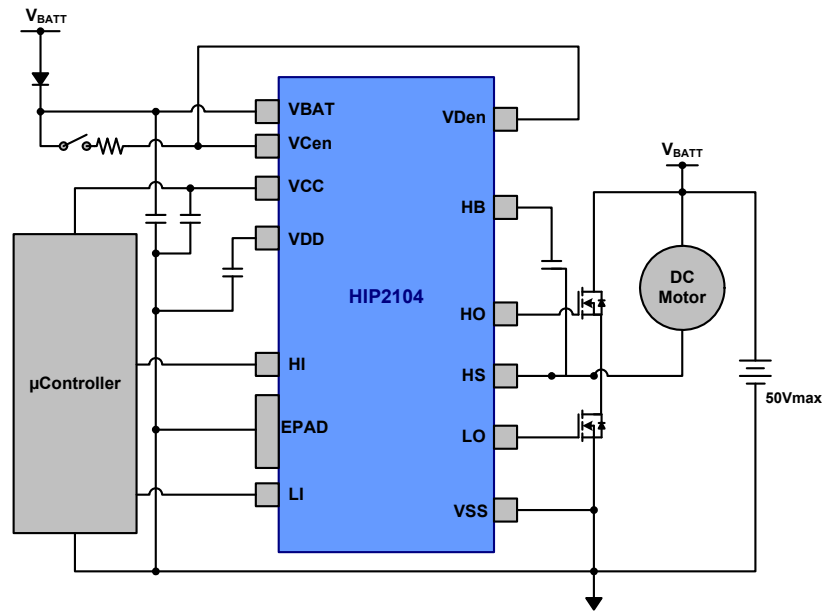 VBATT
VBAT
VDen
VCen
VBATT
VCC
HB
VDD
DC
Motor
HIP2104
HO
HI
HS
µController
50Vmax
EPAD
LO
LI
VSS